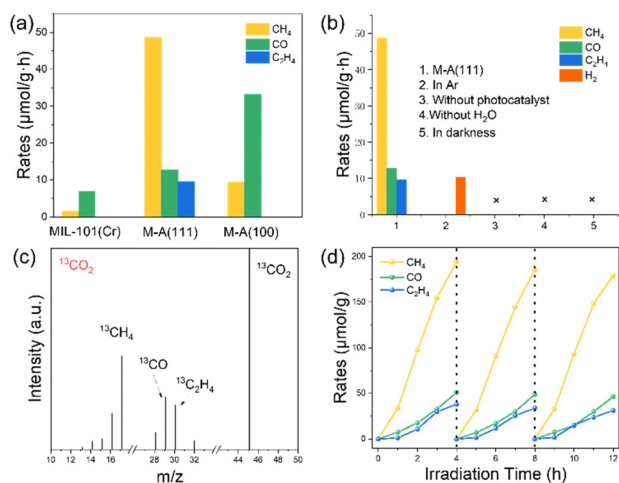 (a)
CH₄
CO
C₂H₄
Rates (μmol/g·h)
50
40
30
20
10
0
MIL-101(Cr) M-A(111) M-A(100)
(b)
CH₄
CO
C₂H₄
H₂
1. M-A(111)
2. In Ar
3. Without photocatalyst
4.Without H₂O
5. In darkness
Rates (μmol/g·h)
50
40
30
20
10
0
× × ×
1 2 3 4 5
(c)
¹³CO₂
¹³CO₂
¹³CH₄
¹³CO
¹³C₂H₄
Intensity (a.u.)
10 12 14 16 28 30 32 44 46 48 50
m/z
(d)
CH₄
CO
C₂H₄
Rates (μmol/g)
200
150
100
50
0
0 2 4 6 8 10 12
Irradiation Time (h)